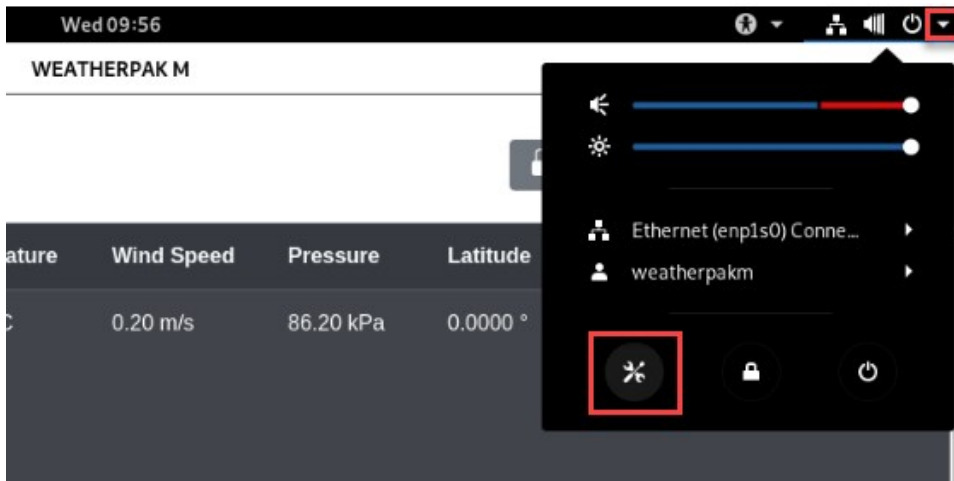 Wed 09:56
WEATHERPAK M
Ethernet (enp1s0) Conne...
weatherpakm
ature Wind Speed Pressure Latitude
C 0.20 m/s 86.20 kPa 0.0000 °